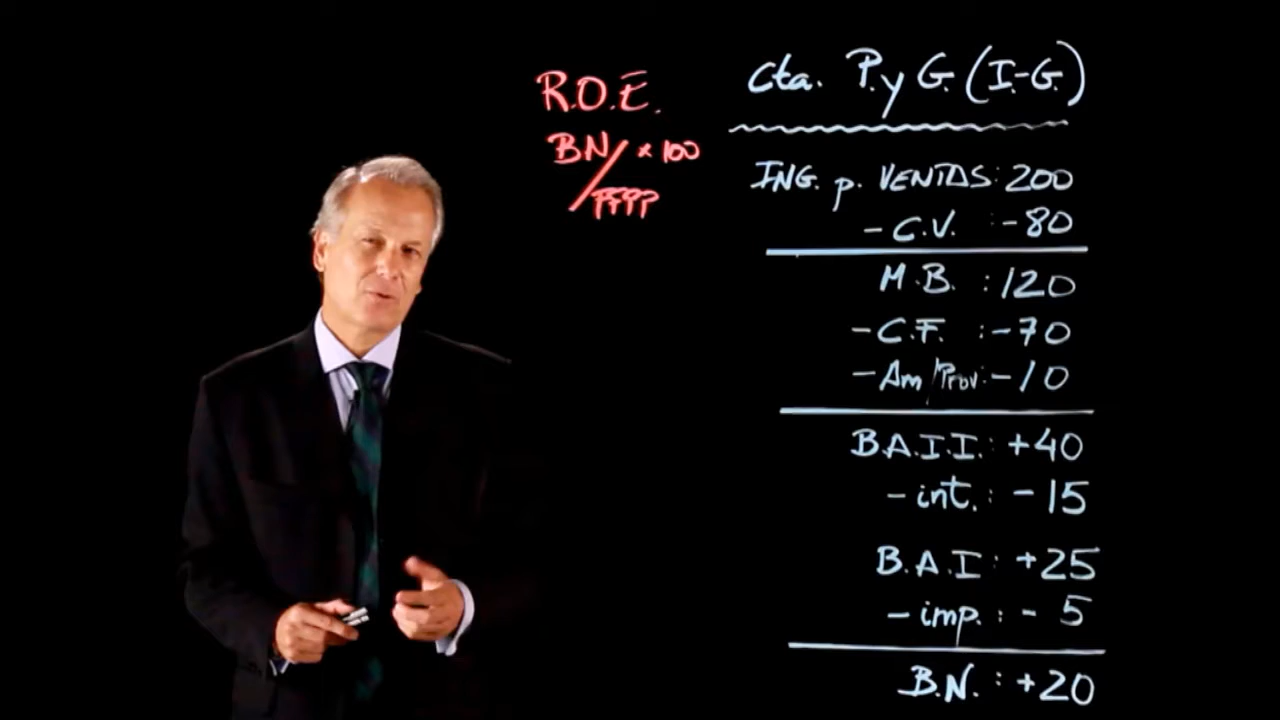 R.O.E.
BN/ x 100
/FFPP
Cta. P. y G. (I.-G.)
ING. p. VENTAS: 200
- C.V. : -80
M.B. : 120
- C.F. : -70
- Am/Prov: -10
B.A.I.I. : +40
- int. : -15
B.A.I : +25
- imp. : - 5
B.N. : +20